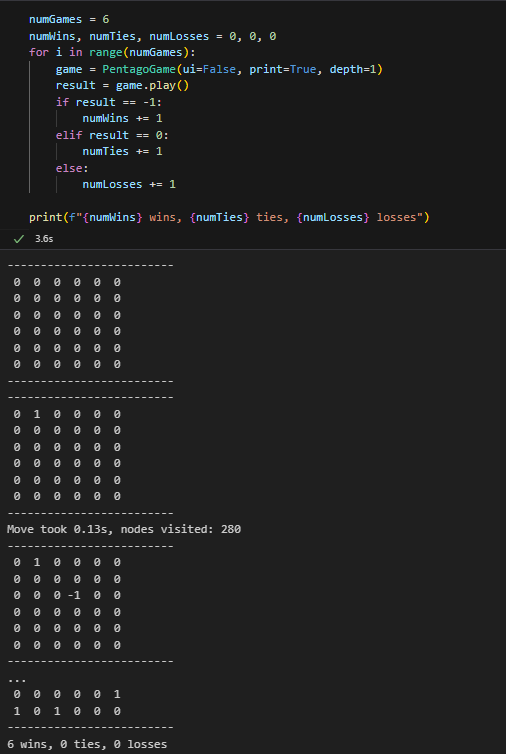 numGames = 6
numWins, numTies, numLosses = 0, 0, 0
for i in range(numGames):
    game = PentagoGame(ui=False, print=True, depth=1)
    result = game.play()
    if result == -1:
        numWins += 1
    elif result == 0:
        numTies += 1
    else:
        numLosses += 1
print(f"{numWins} wins, {numTies} ties, {numLosses} losses")
3.6s
-------------------------
0 0 0 0 0 0
0 0 0 0 0 0
0 0 0 0 0 0
0 0 0 0 0 0
0 0 0 0 0 0
0 0 0 0 0 0
-------------------------
-------------------------
0 1 0 0 0 0
0 0 0 0 0 0
0 0 0 0 0 0
0 0 0 0 0 0
0 0 0 0 0 0
0 0 0 0 0 0
-------------------------
Move took 0.13s, nodes visited: 280
-------------------------
0 1 0 0 0 0
0 0 0 0 0 0
0 0 0 -1 0 0
0 0 0 0 0 0
0 0 0 0 0 0
0 0 0 0 0 0
-------------------------
...
0 0 0 0 0 1
1 0 1 0 0 0
-------------------------
6 wins, 0 ties, 0 losses